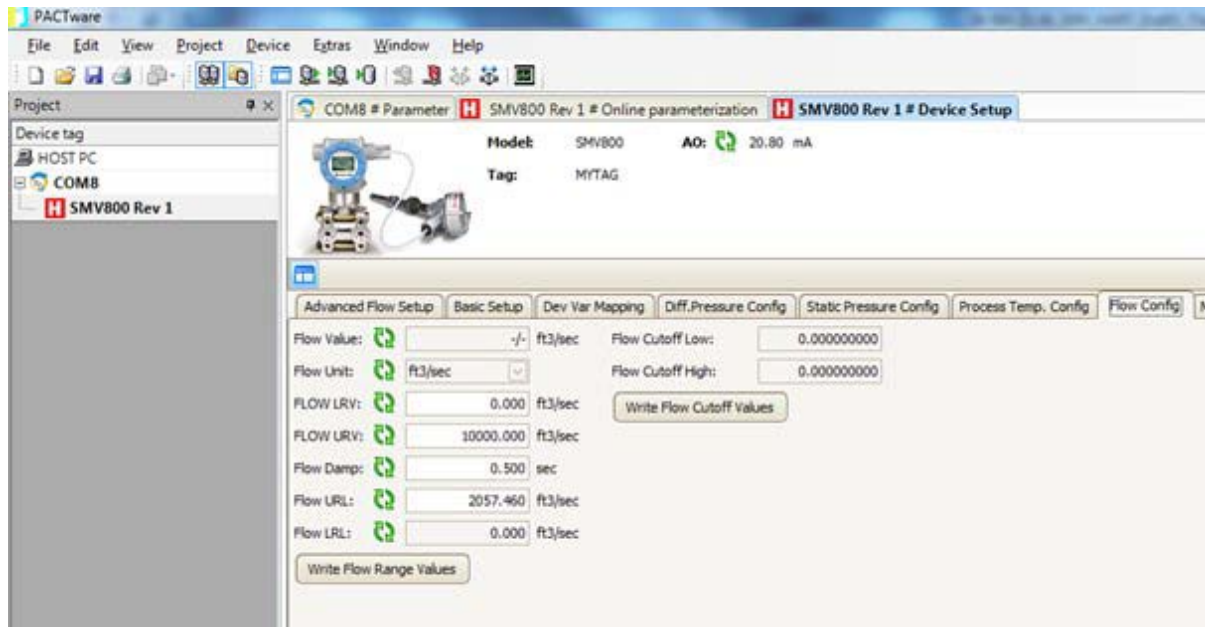 PACTware
File Edit View Project Device Extras Window Help
Project
Device tag
HOST PC
COM8
H SMV800 Rev 1
COM8 # Parameter H SMV800 Rev 1 # Online parameterization H SMV800 Rev 1 # Device Setup
Model: SMV800 AO: 20.80 mA
Tag: MYTAG
Advanced Flow Setup Basic Setup Dev Var Mapping Diff.Pressure Config Static Pressure Config Process Temp. Config Flow Config
Flow Value: -/- ft3/sec Flow Cutoff Low: 0.000000000
Flow Unit: ft3/sec Flow Cutoff High: 0.000000000
FLOW LRV: 0.000 ft3/sec Write Flow Cutoff Values
FLOW URV: 10000.000 ft3/sec
Flow Damp: 0.500 sec
Flow URL: 2057.460 ft3/sec
Flow LRL: 0.000 ft3/sec
Write Flow Range Values